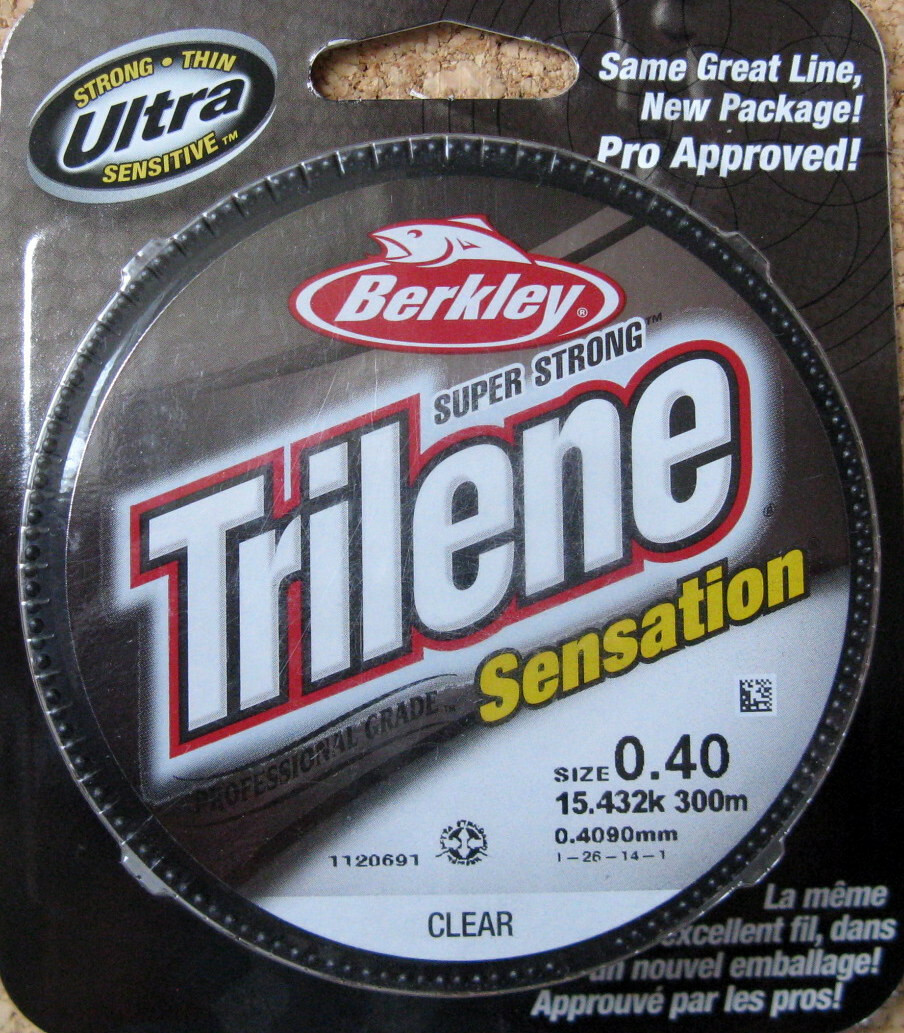 STRONG • THIN
Ultra
SENSITIVE™
Same Great Line,
New Package!
Pro Approved!
Berkley®
SUPER STRONG™
Trilene®
Sensation
PROFESSIONAL GRADE™
SIZE 0.40
15.432k 300m
0.4090mm
1-26-14-1
1120691
CLEAR
La même
excellent fil, dans
un nouvel emballage!
Approuvé par les pros!